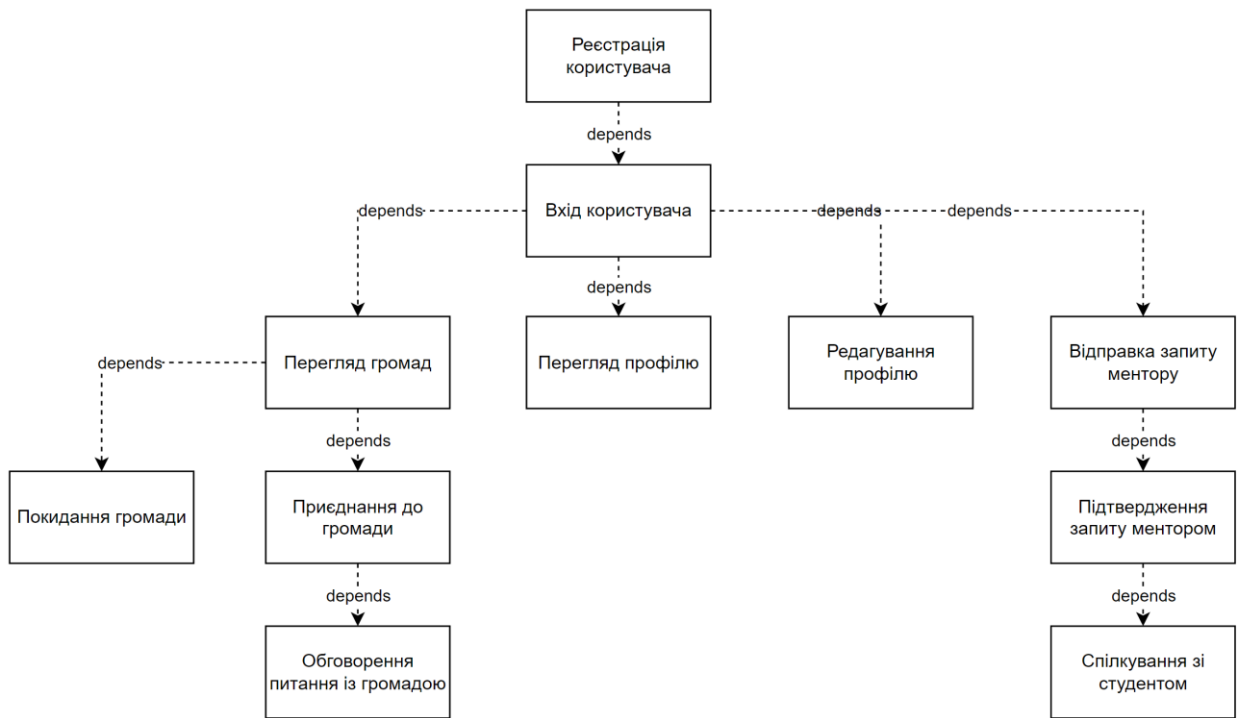 Реєстрація
користувача
depends
Вхід користувача
depends
depends
depends
depends
Перегляд громад
Перегляд профілю
Редагування
профілю
Відправка запиту
ментору
depends
depends
depends
Покидання громади
Приєднання до
громади
Підтвердження
запиту ментором
depends
depends
Обговорення
питання із громадою
Спілкування зі
студентом